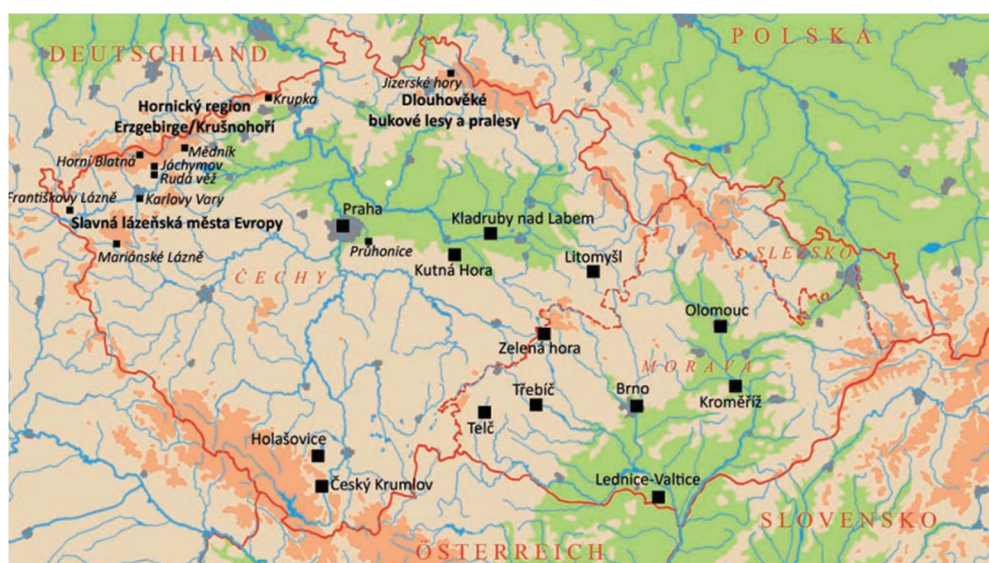 DEUTSCHLAND
POLSKA
Jizerské hory
Krupka
Hornický region
Erzgebirge/Krušnohoří
Dlouhověké
bukové lesy a pralesy
Mědník
Horní Blatná
Jáchymov
Rudá věž
Františkovy Lázně
Karlovy Vary
Slavná lázeňská města Evropy
Praha
Kladruby nad Labem
Mariánské Lázně
Průhonice
Kutná Hora
Litomyšl
ČECHY
SLEZSKO
Olomouc
Zelená hora
MORAVA
Třebíč
Brno
Kroměříž
Telč
Holašovice
Český Krumlov
Lednice-Valtice
SLOVENSKO
ÖSTERREICH